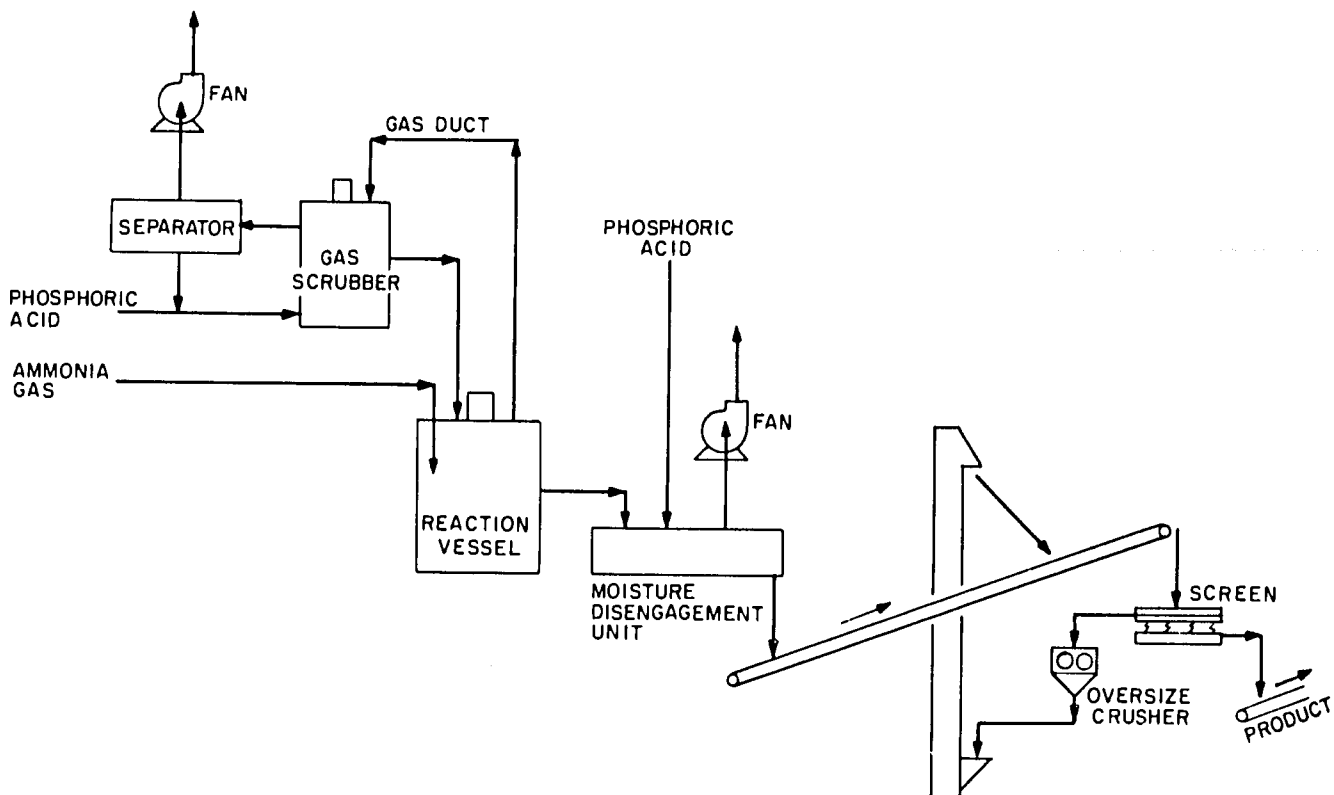 FAN
GAS DUCT
SEPARATOR
GAS
SCRUBBER
PHOSPHORIC
ACID
PHOSPHORIC
ACID
AMMONIA
GAS
FAN
REACTION
VESSEL
MOISTURE
DISENGAGEMENT
UNIT
SCREEN
OVERSIZE
CRUSHER
PRODUCT